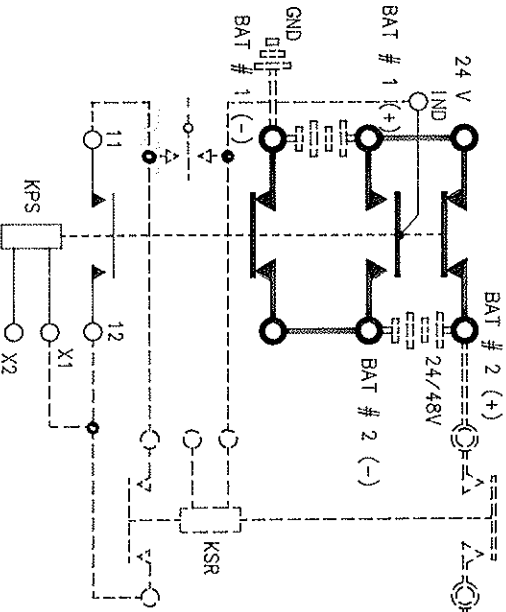 GND
BAT # 1 (-)
BAT # 1 (+)
IND
24 V
BAT # 2 (+)
24/48V
BAT # 2 (-)
11
12
KPS
X1
X2
KSR